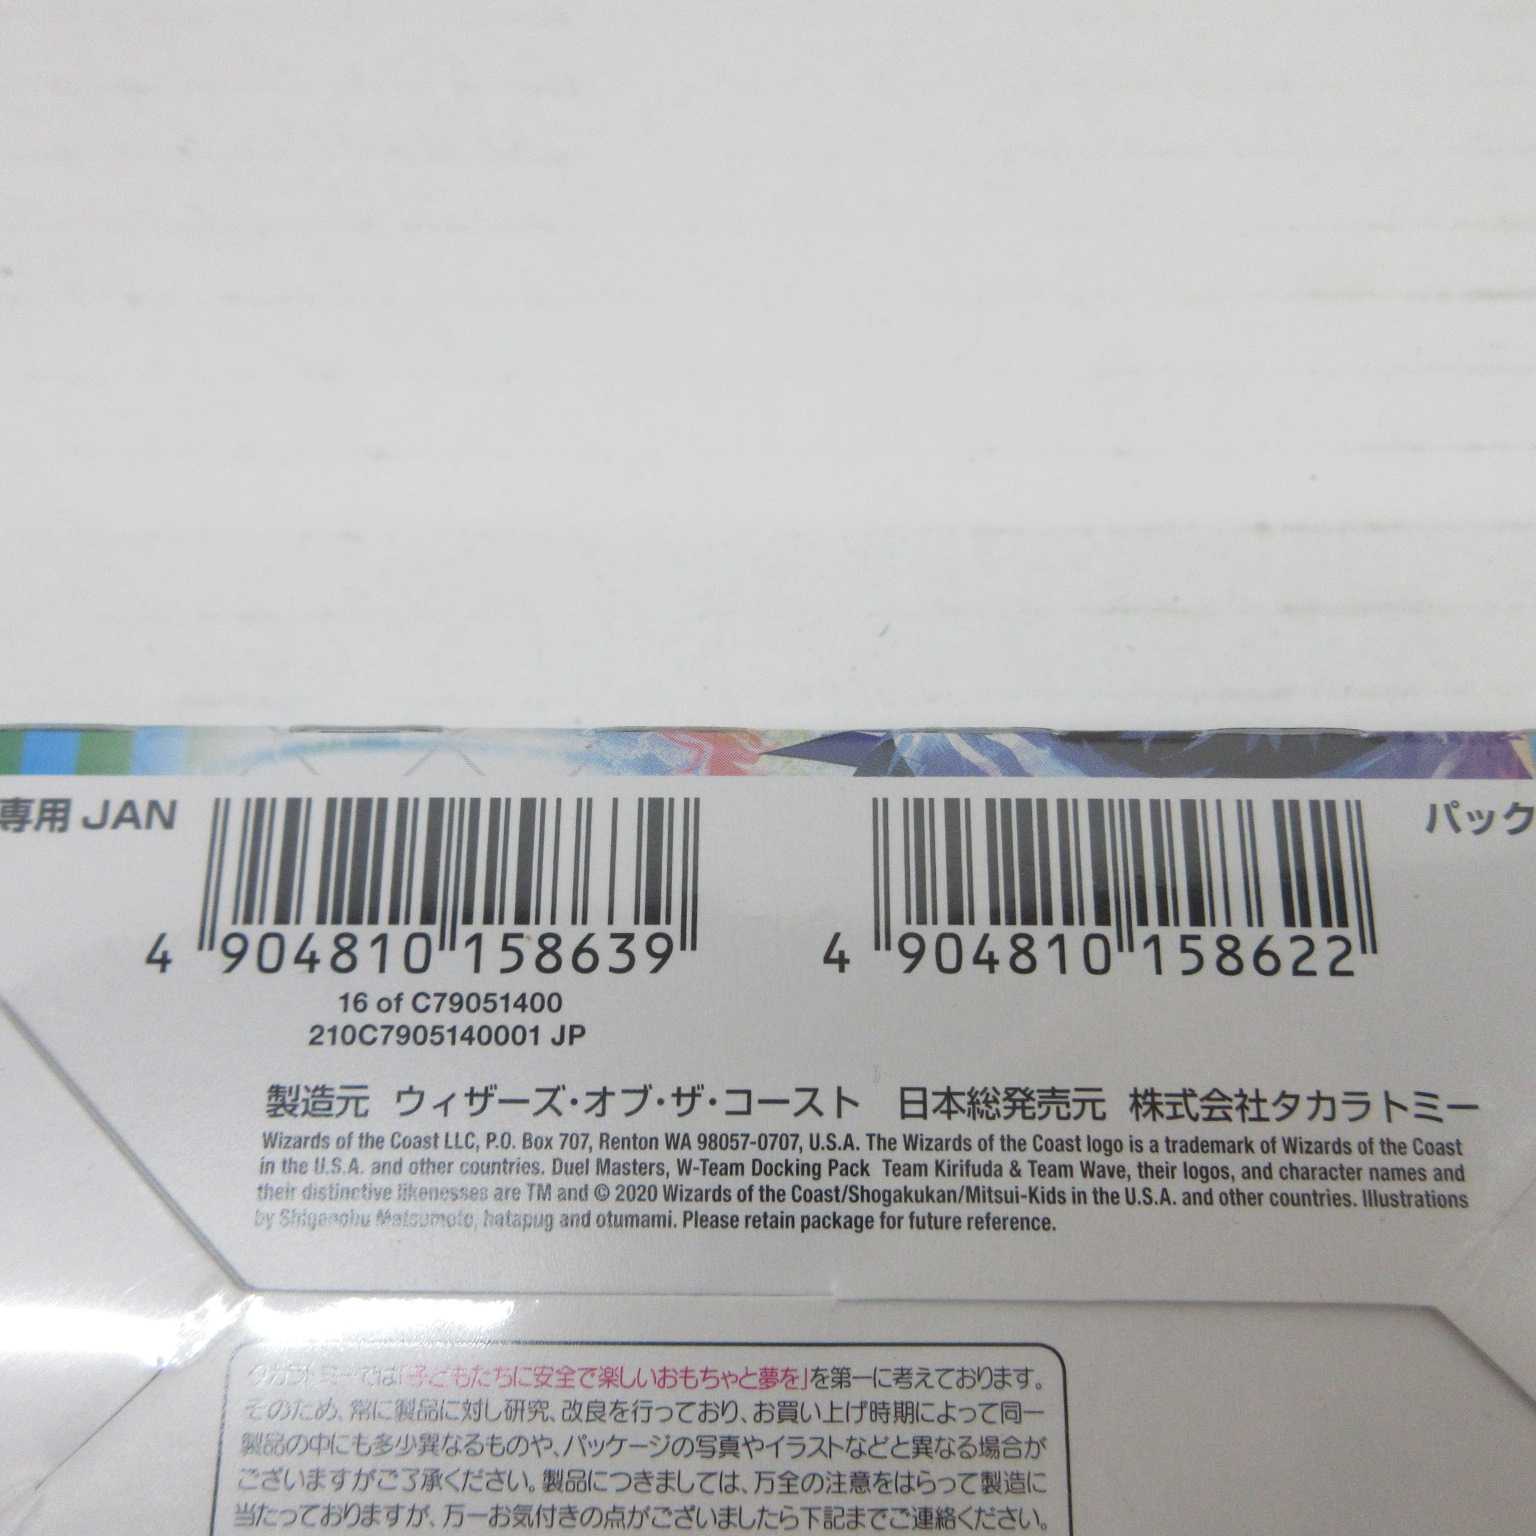 専用 JAN
パック
4 904810 158639
4 904810 158622
16 of C79051400
210C7905140001 JP
製造元 ウィザーズ・オブ・ザ・コースト 日本総発売元 株式会社タカラトミー
Wizards of the Coast LLC, P.O. Box 707, Renton WA 98057-0707, U.S.A. The Wizards of the Coast logo is a trademark of Wizards of the Coast
in the U.S.A. and other countries. Duel Masters, W-Team Docking Pack Team Kirifuda & Team Wave, their logos, and character names and
their distinctive likenesses are TM and © 2020 Wizards of the Coast/Shogakukan/Mitsui-Kids in the U.S.A. and other countries. Illustrations
by Shigenobu Matsumoto, hatapug and otumami. Please retain package for future reference.
タカラトミーでは「子どもたちに安全で楽しいおもちゃと夢を」を第一に考えております。
そのため、常に製品に対し研究、改良を行っており、お買い上げ時期によって同一
製品の中にも多少異なるものや、パッケージの写真やイラストなどと異なる場合が
ございますがご了承ください。製品につきましては、万全の注意をはらって製造に
当たっておりますが、万一お気付きの点がございましたら下記までご連絡ください。